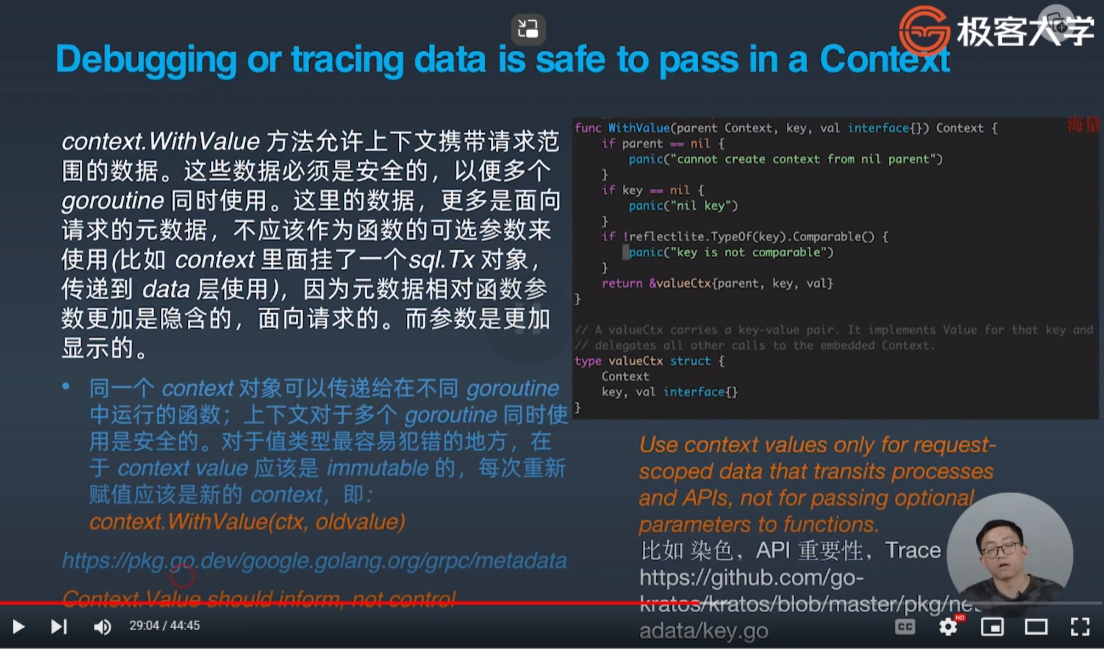 极客大学
Debugging or tracing data is safe to pass in a Context
context.WithValue 方法允许上下文携带请求范
围的数据。这些数据必须是安全的，以便多个
goroutine 同时使用。这里的数据，更多是面向
请求的元数据，不应该作为函数的可选参数来
使用(比如 context 里面挂了一个sql.Tx 对象，
传递到 data 层使用)，因为元数据相对函数参
数更加是隐含的，面向请求的。而参数是更加
显示的。
• 同一个 context 对象可以传递给在不同 goroutine
中运行的函数；上下文对于多个 goroutine 同时使
用是安全的。对于值类型最容易犯错的地方，在
于 context value 应该是 immutable 的，每次重新
赋值应该是新的 context，即：
context.WithValue(ctx, oldvalue)
https://pkg.go.dev/google.golang.org/grpc/metadata
Context.Value should inform, not control
海量
func WithValue(parent Context, key, val interface{}) Context {
if parent == nil {
panic("cannot create context from nil parent")
}
if key == nil {
panic("nil key")
}
if !reflectlite.TypeOf(key).Comparable() {
panic("key is not comparable")
}
return &valueCtx{parent, key, val}
}
// A valueCtx carries a key-value pair. It implements Value for that key and
// delegates all other calls to the embedded Context.
type valueCtx struct {
Context
key, val interface{}
}
Use context values only for request-
scoped data that transits processes
and APIs, not for passing optional
parameters to functions.
比如 染色，API 重要性，Trace
https://github.com/go-
kratos/kratos/blob/master/pkg/net
adata/key.go
29:04 / 44:45
CC
HD